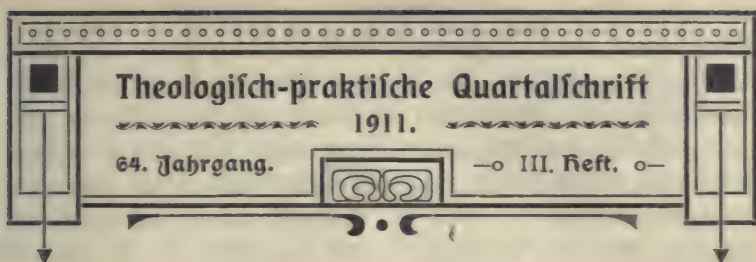 Theologiſch-praktiſche Quartalſchrift
1911.
64. Jahrgang. —o III. Heft. o—